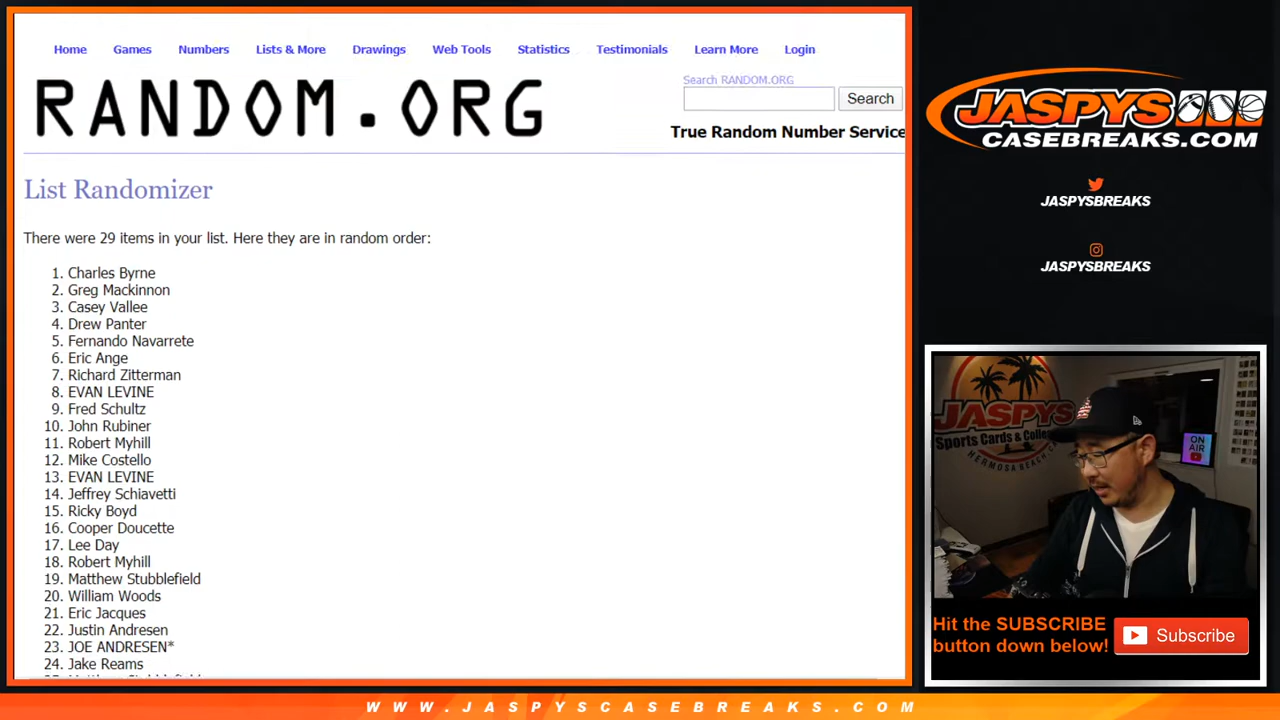 Home Games Numbers Lists & More Drawings Web Tools Statistics Testimonials Learn More Login
RANDOM.ORG
Search RANDOM.ORG
Search
True Random Number Service
List Randomizer
There were 29 items in your list. Here they are in random order:
1. Charles Byrne
2. Greg Mackinnon
3. Casey Vallee
4. Drew Panter
5. Fernando Navarrete
6. Eric Ange
7. Richard Zitterman
8. EVAN LEVINE
9. Fred Schultz
10. John Rubiner
11. Robert Myhill
12. Mike Costello
13. EVAN LEVINE
14. Jeffrey Schiavetti
15. Ricky Boyd
16. Cooper Doucette
17. Lee Day
18. Robert Myhill
19. Matthew Stubblefield
20. William Woods
21. Eric Jacques
22. Justin Andresen
23. JOE ANDRESEN*
24. Jake Reams
JASPYS
CASEBREAKS.COM
JASPYSBREAKS
JASPYSBREAKS
JASPYS
Sports Cards & Colle
HERMOSA BEACH, CA
ON
AIR
Hit the SUBSCRIBE
button down below!
Subscribe
WWW.JASPYSCASEBREAKS.COM